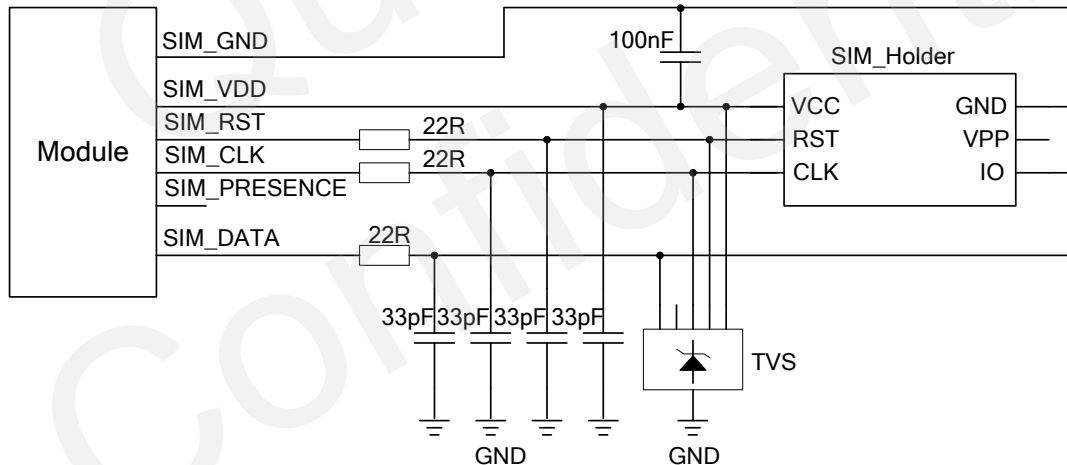 SIM_GND
100nF
SIM_Holder
SIM_VDD
VCC
GND
SIM_RST
22R
RST
VPP
Module
SIM_CLK
22R
CLK
IO
SIM_PRESENCE
SIM_DATA
22R
33pF 33pF 33pF 33pF
TVS
GND
GND
Confidenti